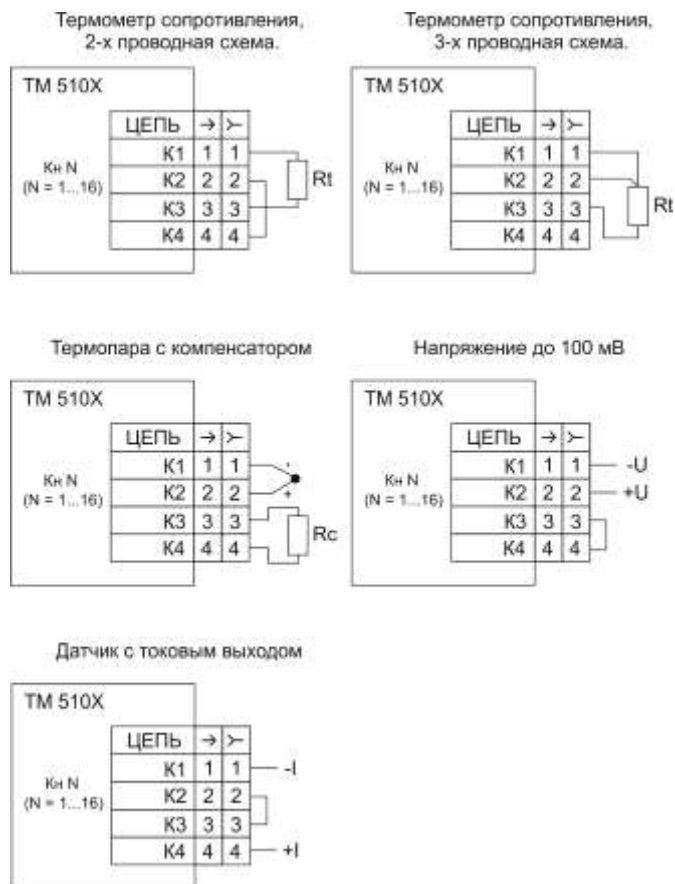 Термометр сопротивления,
2-х проводная схема.
ТМ 510Х
ЦЕПЬ
Кн N
(N = 1...16)
К1 1 1
К2 2 2
К3 3 3
К4 4 4
Rt
Термометр сопротивления,
3-х проводная схема.
ТМ 510Х
ЦЕПЬ
Кн N
(N = 1...16)
К1 1 1
К2 2 2
К3 3 3
К4 4 4
Rt
Термопара с компенсатором
ТМ 510Х
ЦЕПЬ
Кн N
(N = 1...16)
К1 1 1 -
К2 2 2 +
К3 3 3
К4 4 4
Rc
Напряжение до 100 мВ
ТМ 510Х
ЦЕПЬ
Кн N
(N = 1...16)
К1 1 1 -U
К2 2 2 +U
К3 3 3
К4 4 4
Датчик с токовым выходом
ТМ 510Х
ЦЕПЬ
Кн N
(N = 1...16)
К1 1 1 -I
К2 2 2
К3 3 3
К4 4 4 +I